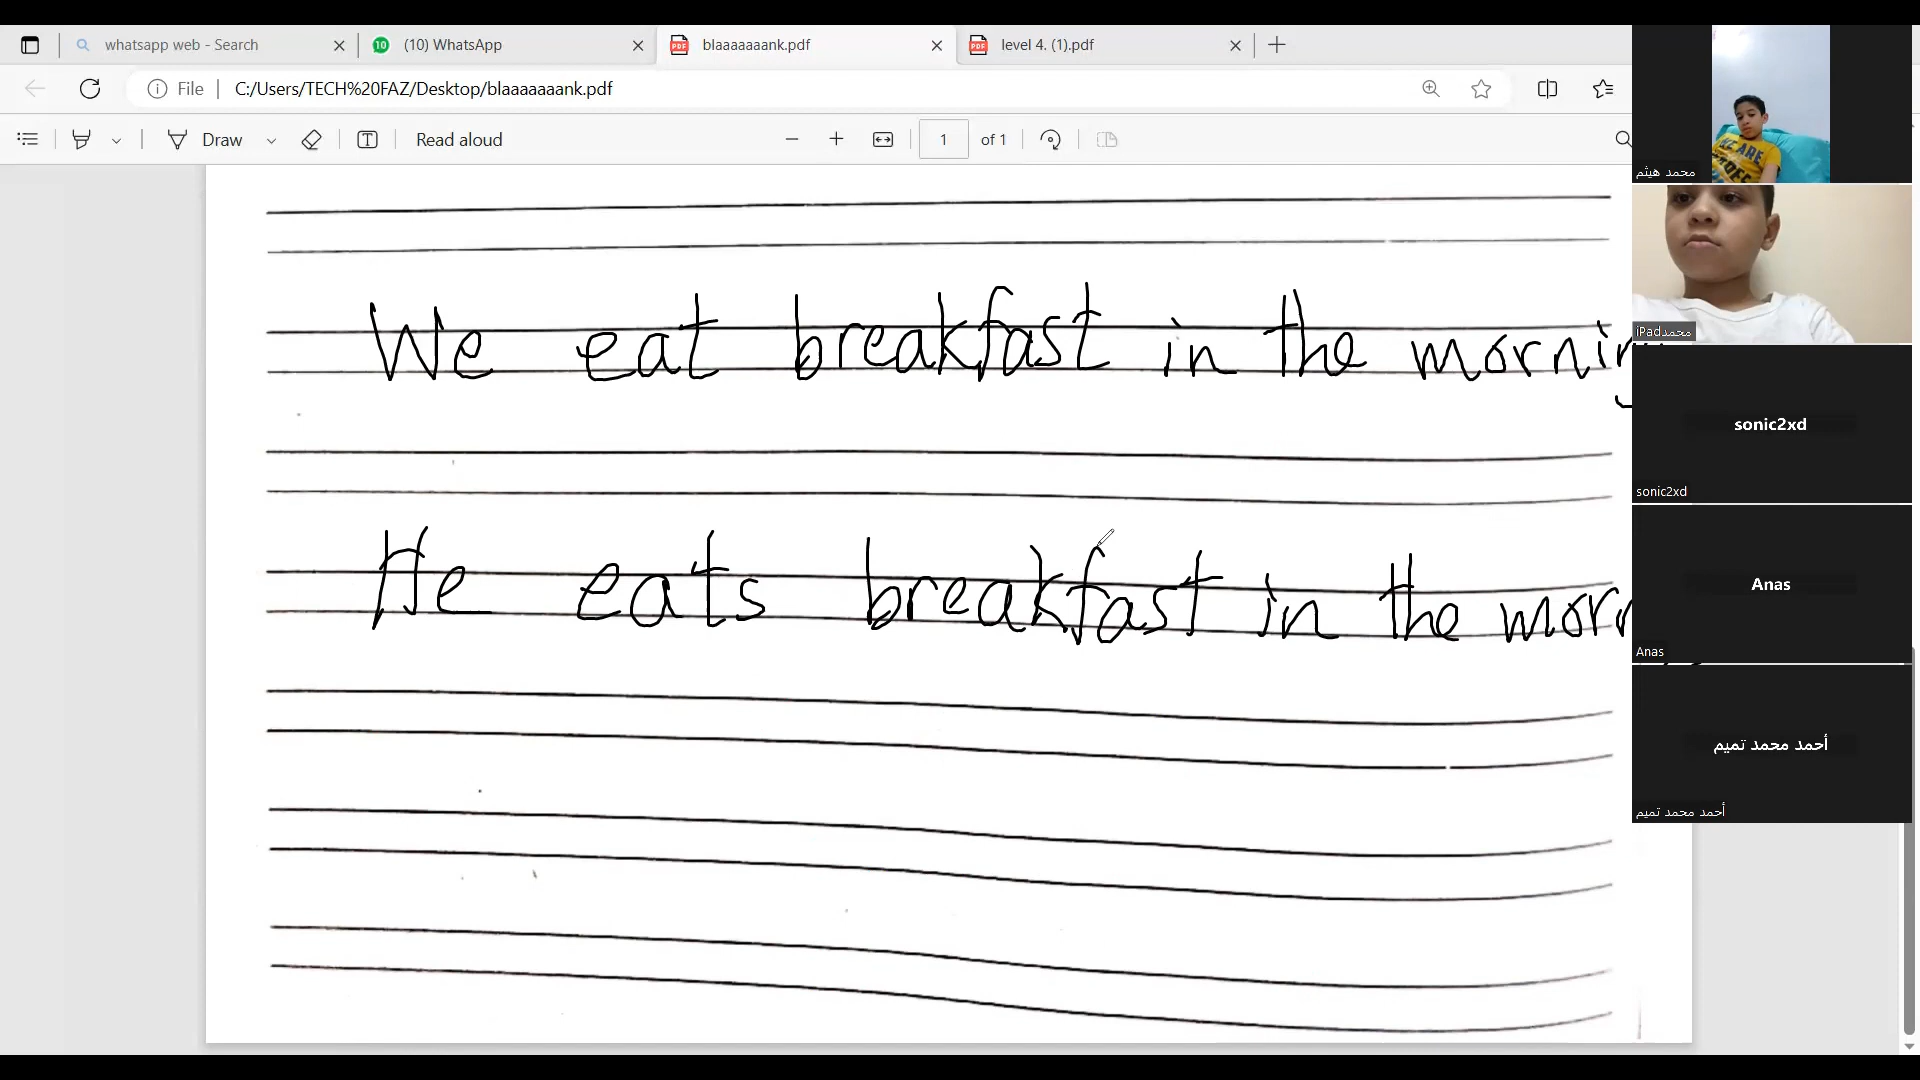 whatsapp web - Search
(10) WhatsApp
blaaaaaaank.pdf
level 4. (1).pdf
File
C:/Users/TECH%20FAZ/Desktop/blaaaaaaank.pdf
Draw
Read aloud
1 of 1
We eat breakfast in the mornin
He eats breakfast in the morn
محمد هيثم
iPadمحمد
sonic2xd
sonic2xd
Anas
Anas
أحمد محمد تميم
أحمد محمد تميم